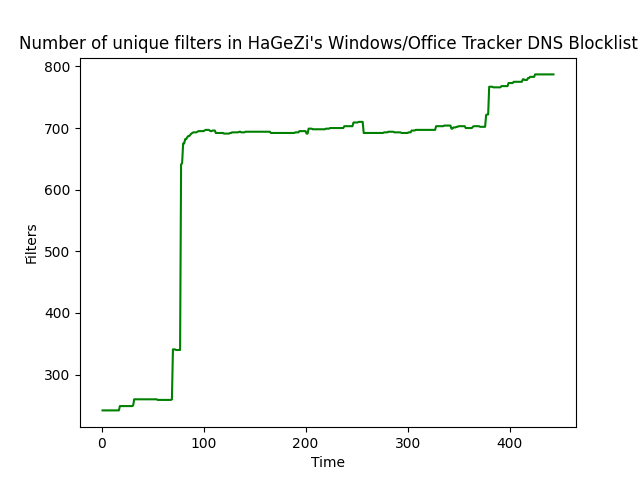 Number of unique filters in HaGeZi's Windows/Office Tracker DNS Blocklist
800
700
600
500
400
300
Filters
0 100 200 300 400
Time